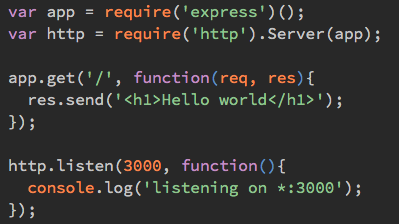 var app = require('express')();
var http = require('http').Server(app);
app.get('/', function(req, res){
res.send('<h1>Hello world</h1>');
});
http.listen(3000, function(){
console.log('listening on *:3000');
});